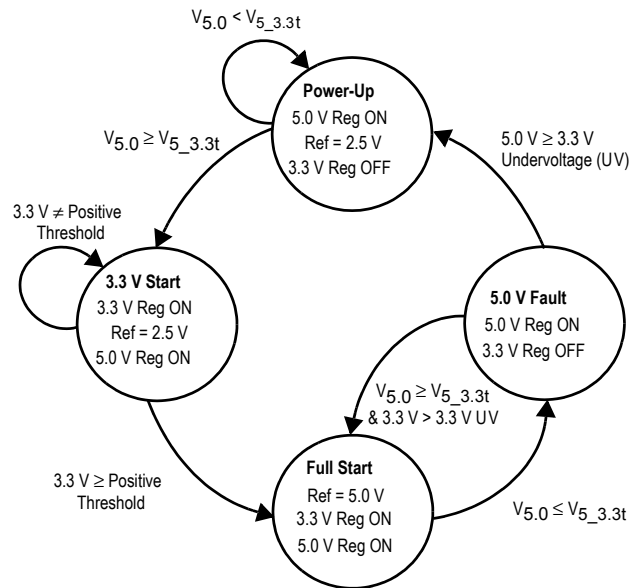 V5.0 < V5_3.3t
Power-Up
5.0 V Reg ON
Ref = 2.5 V
3.3 V Reg OFF
V5.0 ≥ V5_3.3t
5.0 V ≥ 3.3 V
Undervoltage (UV)
3.3 V ≠ Positive
Threshold
3.3 V Start
3.3 V Reg ON
Ref = 2.5 V
5.0 V Reg ON
5.0 V Fault
5.0 V Reg ON
3.3 V Reg OFF
V5.0 ≥ V5_3.3t
& 3.3 V > 3.3 V UV
3.3 V ≥ Positive
Threshold
Full Start
Ref = 5.0 V
3.3 V Reg ON
5.0 V Reg ON
V5.0 ≤ V5_3.3t